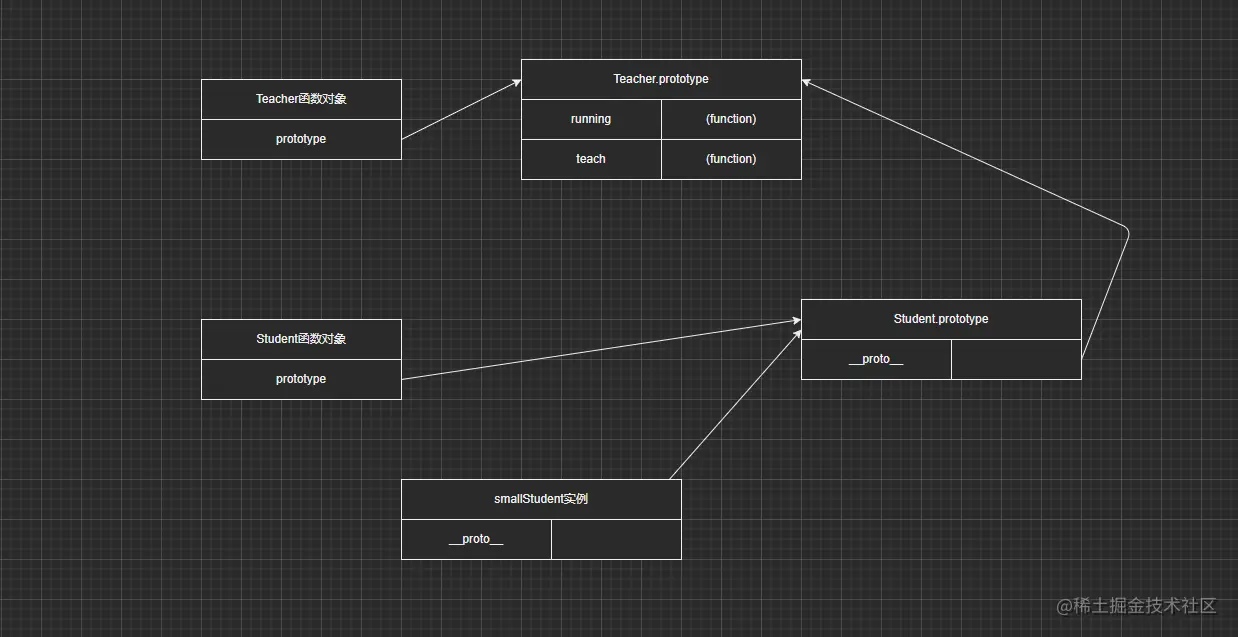 Teacher函数对象
prototype
Teacher.prototype
running
(function)
teach
(function)
Student函数对象
prototype
Student.prototype
__proto__
smallStudent实例
__proto__
@稀土掘金技术社区